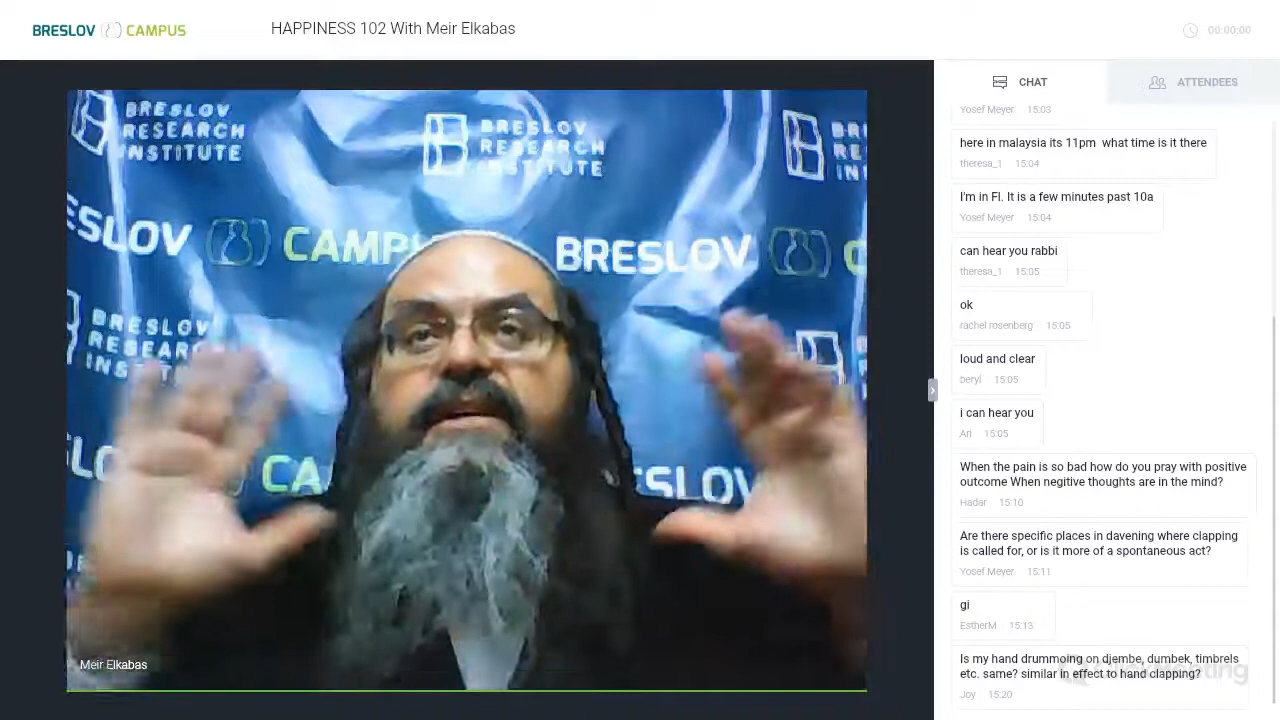 BRESLOV CAMPUS
HAPPINESS 102 With Meir Elkabas
00:00:00
CHAT
ATTENDEES
BRESLOV
RESEARCH
INSTITUTE
BRESLOV
RESEARCH
INSTITUTE
BRESLOV
BRESLOV
RESEARCH
INSTITUTE
Meir Elkabas
Yosef Meyer 15:03
here in malaysia its 11pm what time is it there
theresa_1 15:04
I'm in Fl. It is a few minutes past 10a
Yosef Meyer 15:04
can hear you rabbi
theresa_1 15:05
ok
rachel rosenberg 15:05
loud and clear
beryl 15:05
i can hear you
Ari 15:05
When the pain is so bad how do you pray with positive
outcome When negitive thoughts are in the mind?
Hadar 15:10
Are there specific places in davening where clapping
is called for, or is it more of a spontaneous act?
Yosef Meyer 15:11
gi
EstherM 15:13
Is my hand drummoing on djembe, dumbek, timbrels
etc. same? similar in effect to hand clapping?
Joy 15:20